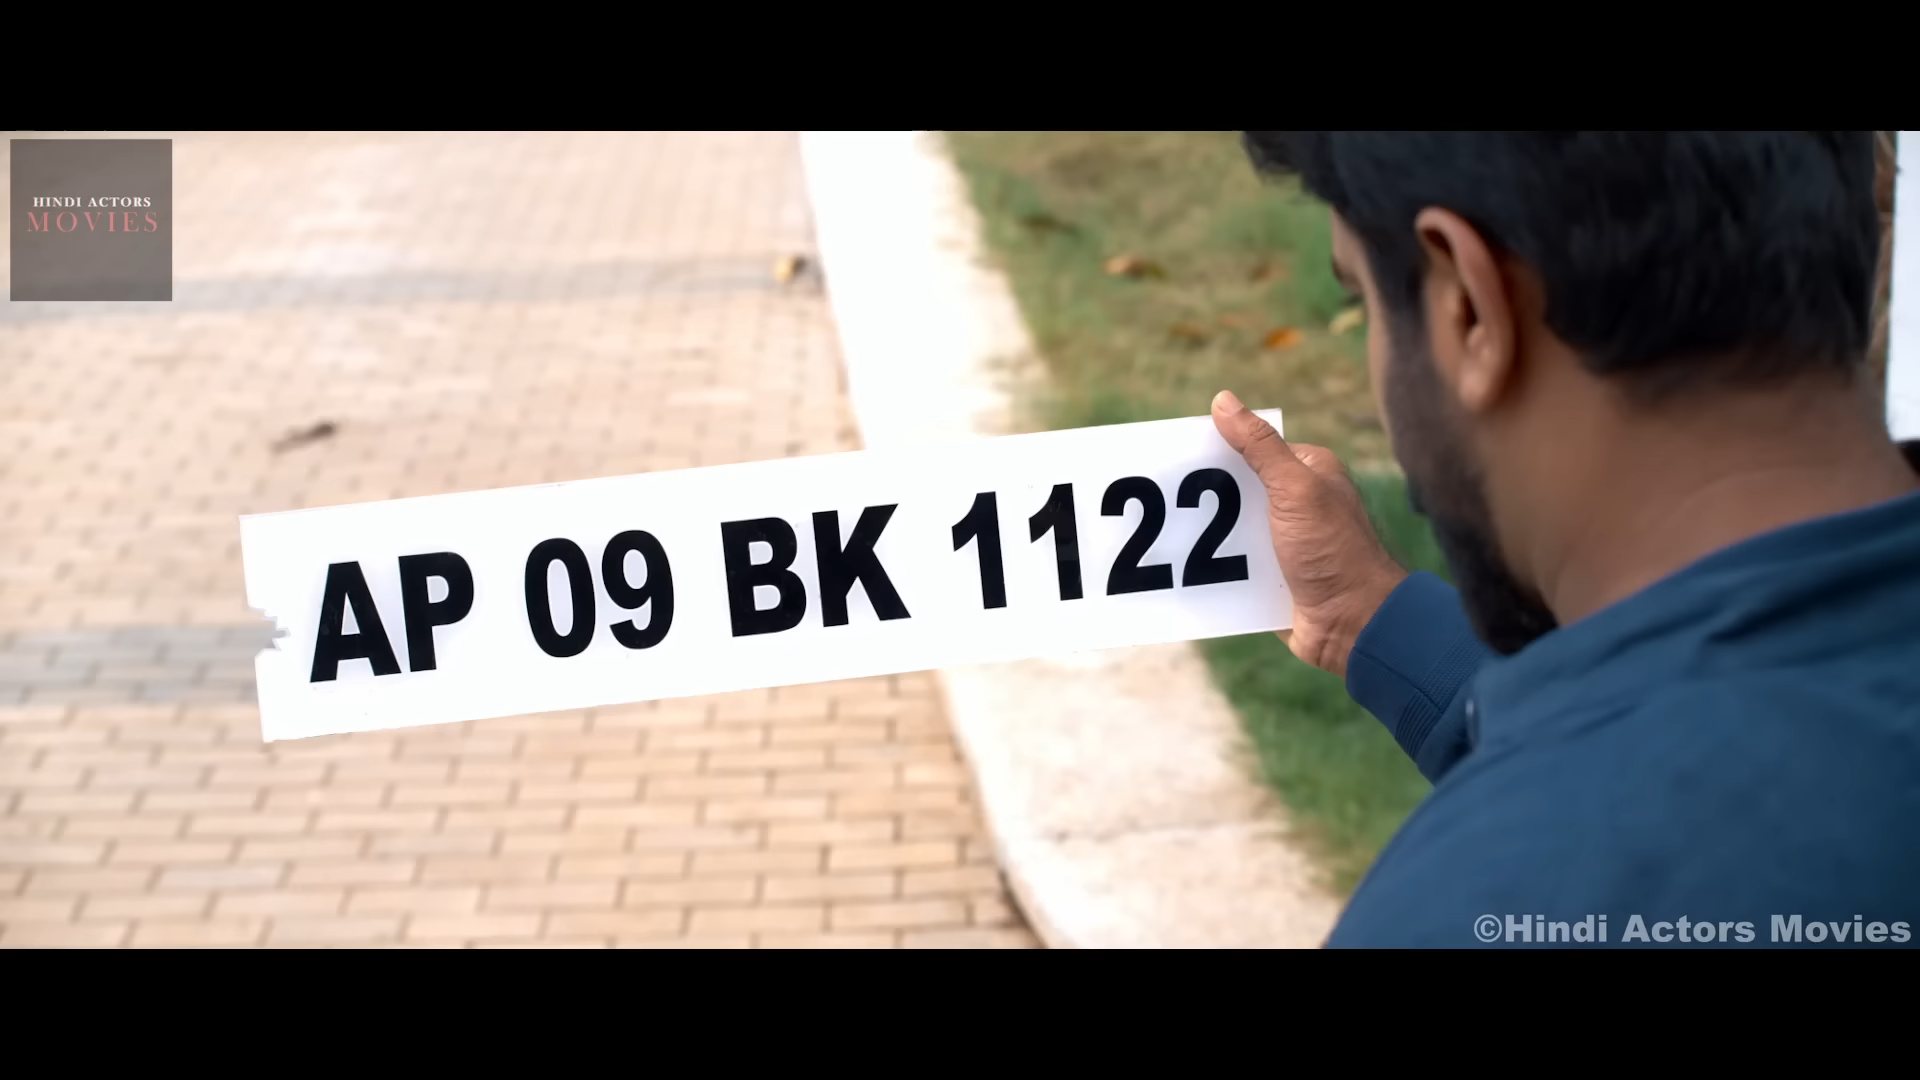 HINDI ACTORS
MOVIES
AP 09 BK 1122
©Hindi Actors Movies